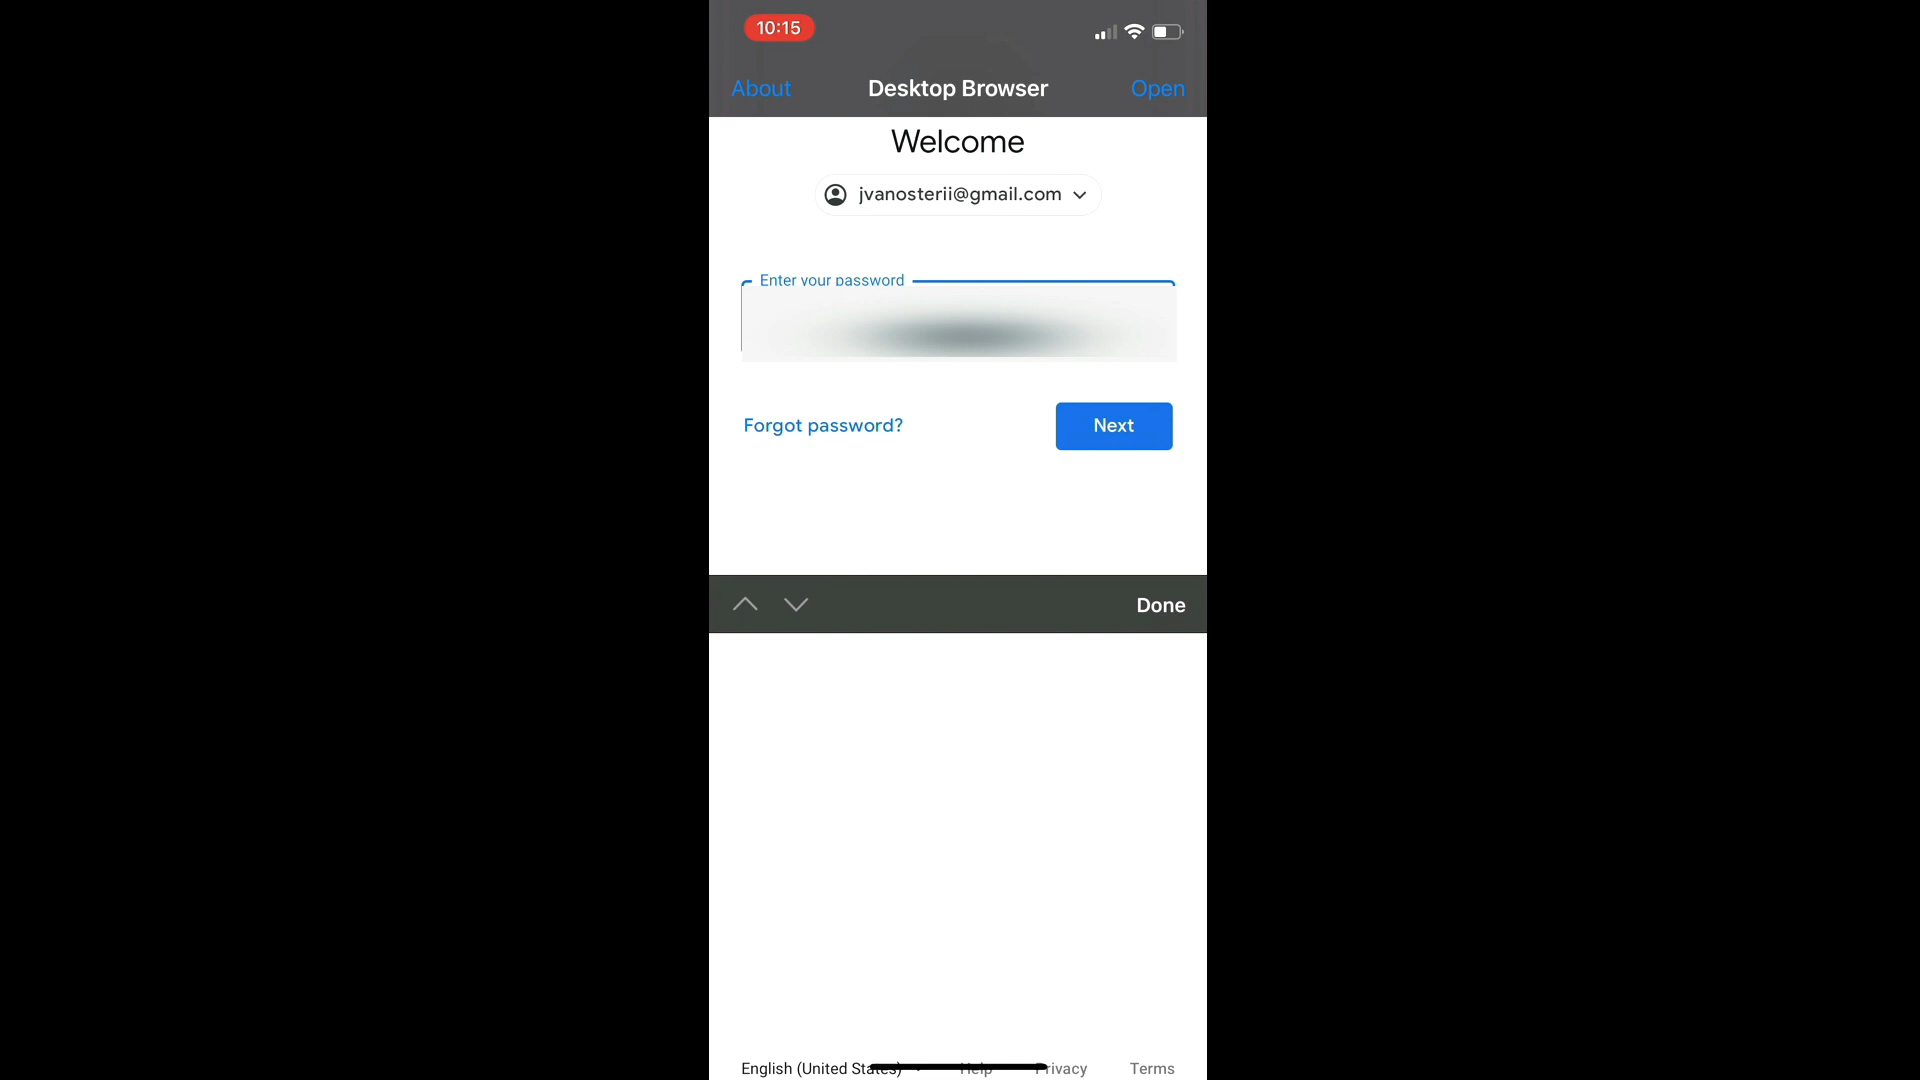 10:15
About Desktop Browser Open
Welcome
jvanosterii@gmail.com
Enter your password
Forgot password? Next
Done
English (United States) Help Privacy Terms